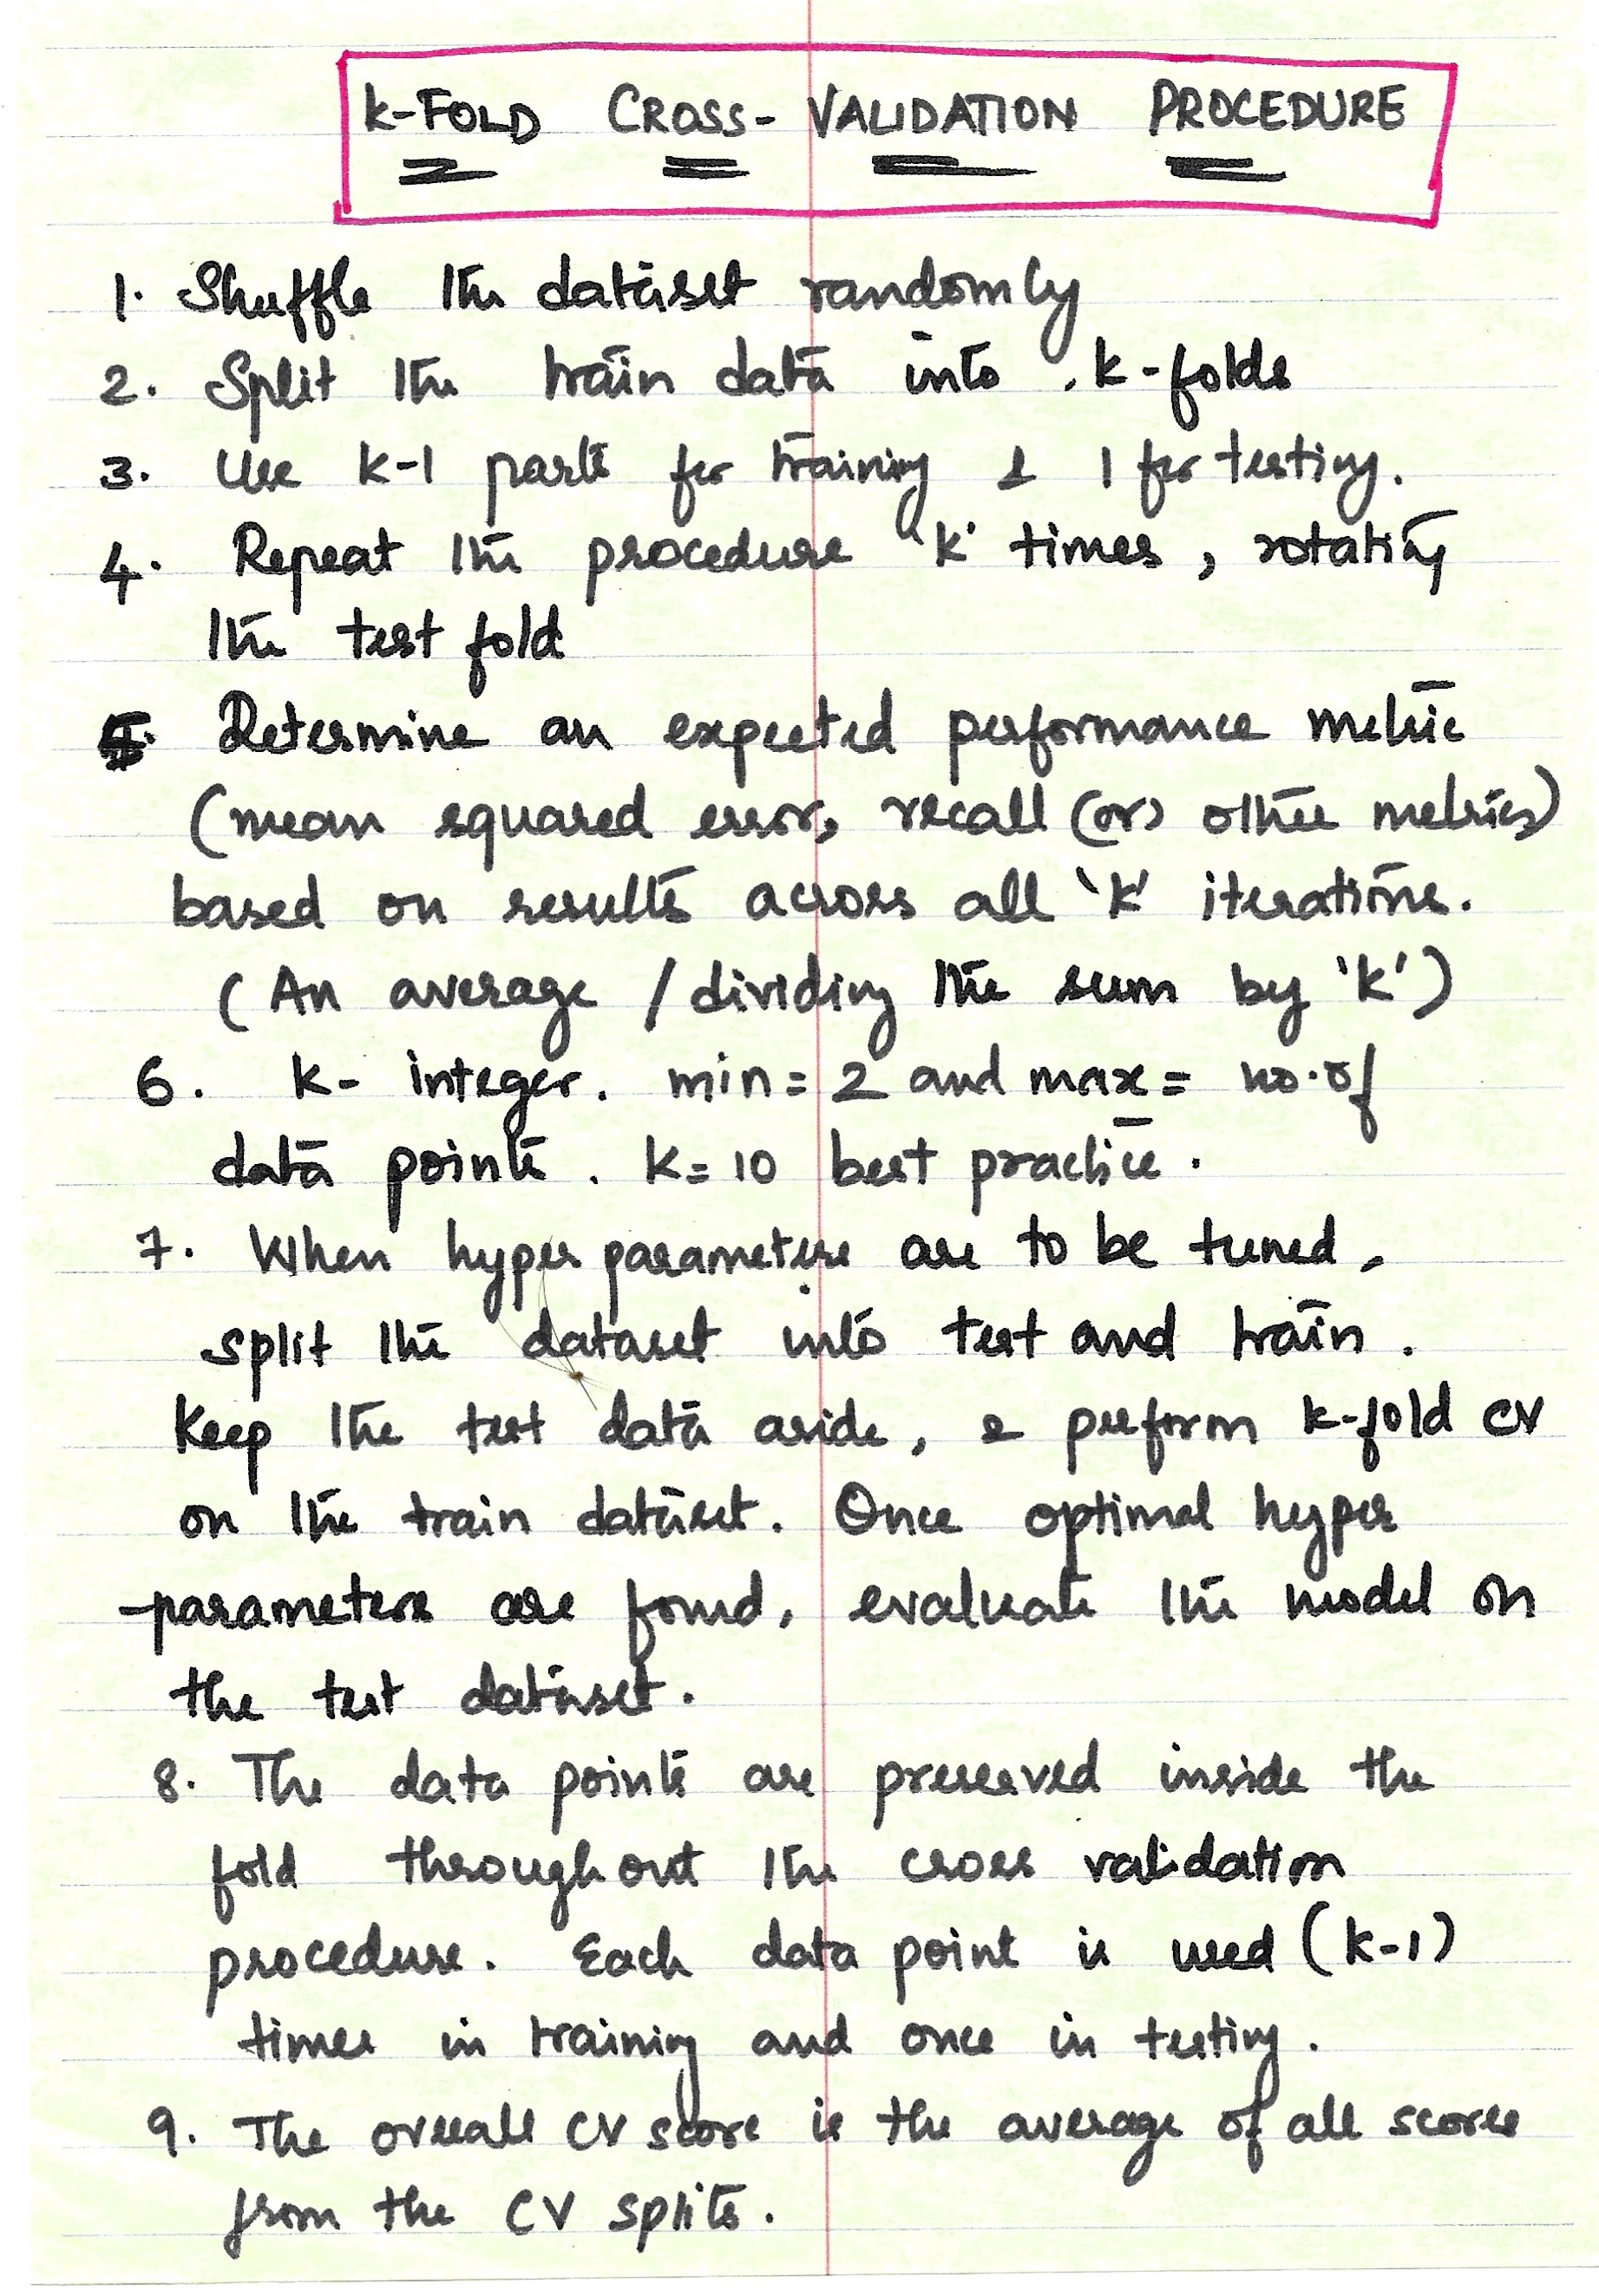 K-FOLD CROSS-VALIDATION PROCEDURE
1. Shuffle the dataset randomly
2. Split the train data into k-folds
3. Use k-1 parts for training & 1 for testing.
4. Repeat the procedure 'k' times, rotating
the test fold
5. Determine an expected performance metric
(mean squared error, recall (or) other metrics)
based on results across all 'k' iterations.
(An average / dividing the sum by 'k')
6. k- integer. min = 2 and max = no. of
data points. k = 10 best practice.
7. When hyper parameters are to be tuned,
split the dataset into test and train.
Keep the test data aside, & perform k-fold CV
on the train dataset. Once optimal hyper
-parameters are found, evaluate the model on
the test dataset.
8. The data points are preserved inside the
fold throughout the cross validation
procedure. Each data point is used (k-1)
times in training and once in testing.
9. The overall CV score is the average of all scores
from the CV splits.